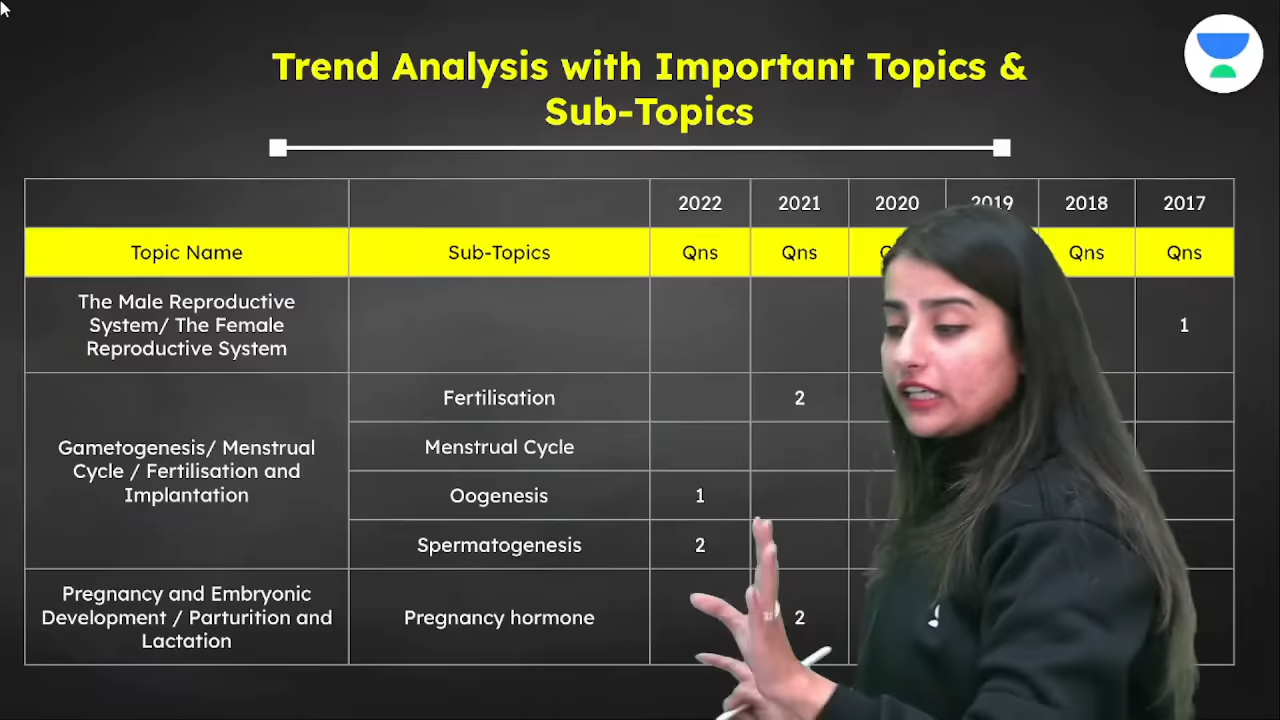 Trend Analysis with Important Topics &
Sub-Topics
2022 2021 2020 2019 2018 2017
Topic Name Sub-Topics Qns Qns Qns Qns
The Male Reproductive
System/ The Female
Reproductive System
1
Fertilisation 2
Gametogenesis/ Menstrual
Cycle / Fertilisation and
Implantation
Menstrual Cycle
Oogenesis 1
Spermatogenesis 2
Pregnancy and Embryonic
Development / Parturition and
Lactation
Pregnancy hormone 2